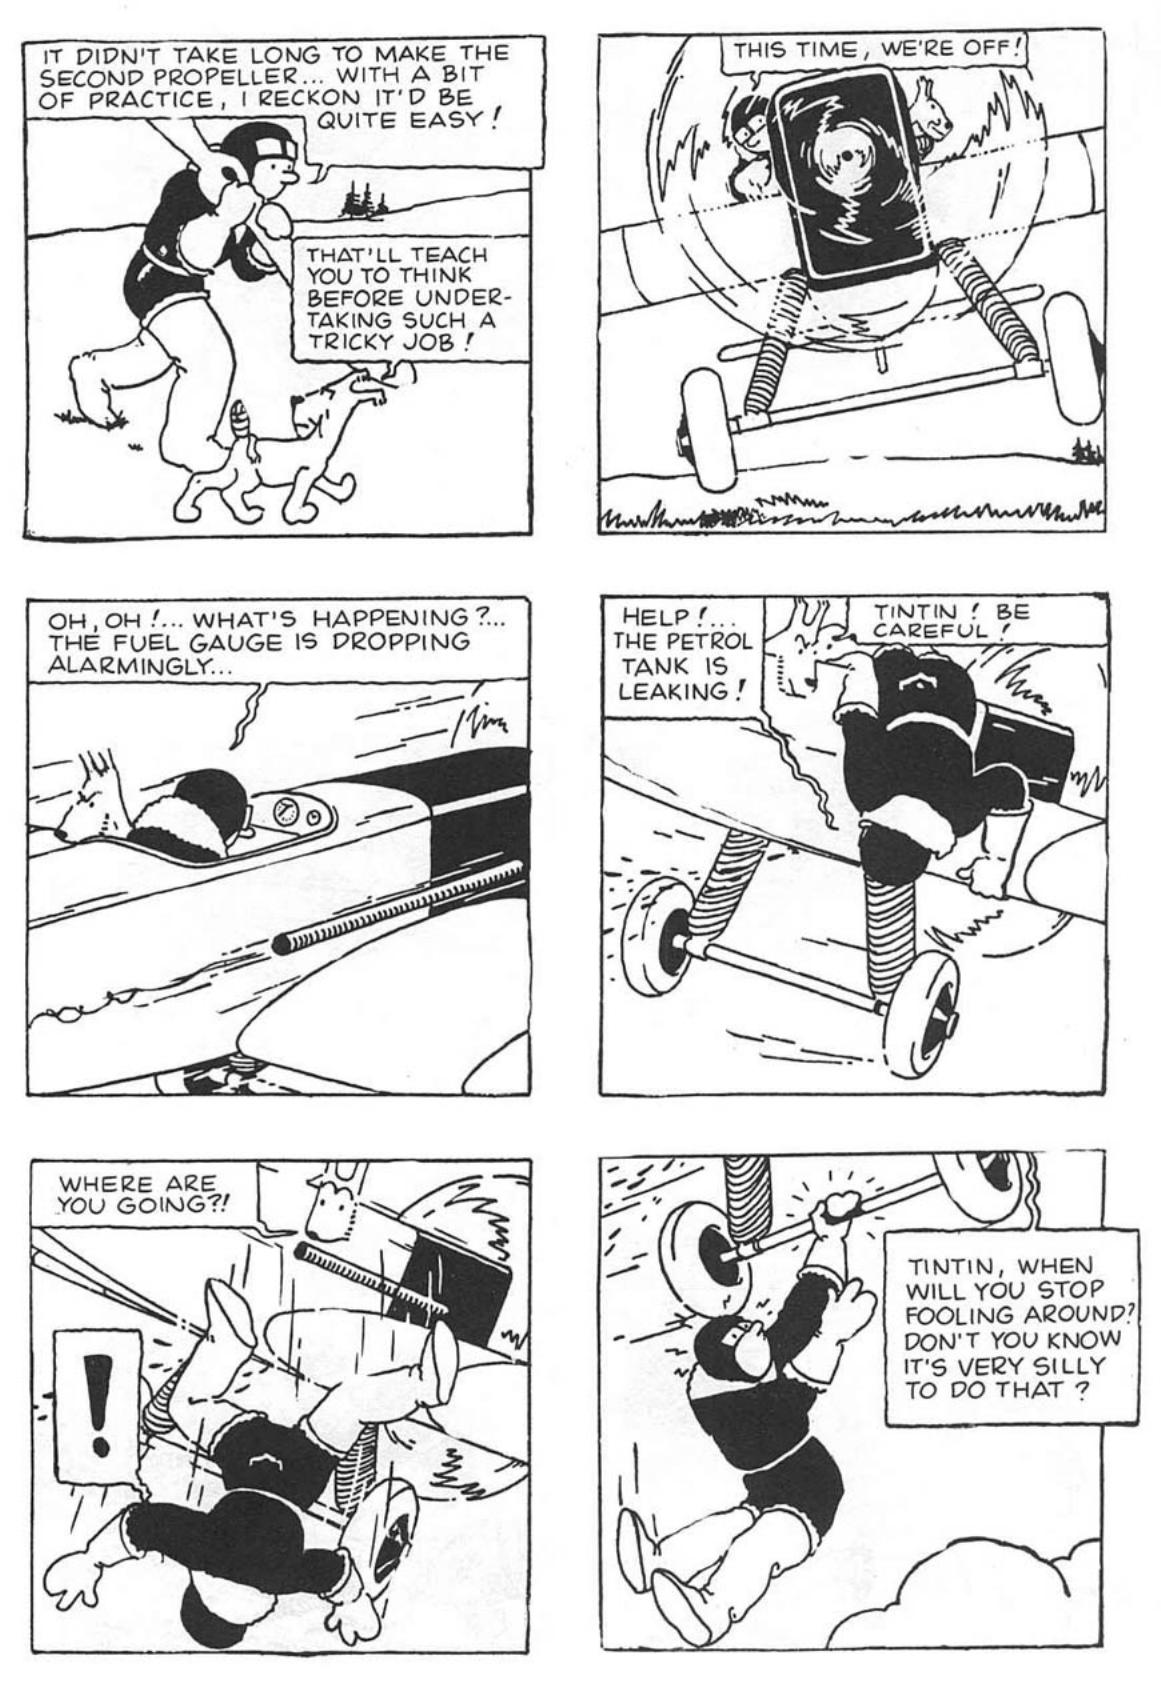 IT DIDN'T TAKE LONG TO MAKE THE
SECOND PROPELLER... WITH A BIT
OF PRACTICE, I RECKON IT'D BE
QUITE EASY!
THAT'LL TEACH
YOU TO THINK
BEFORE UNDER-
TAKING SUCH A
TRICKY JOB!
THIS TIME, WE'RE OFF!
OH, OH!... WHAT'S HAPPENING?...
THE FUEL GAUGE IS DROPPING
ALARMINGLY...
HELP!...
THE PETROL
TANK IS
LEAKING!
TINTIN! BE
CAREFUL!
WHERE ARE
YOU GOING?!
!
TINTIN, WHEN
WILL YOU STOP
FOOLING AROUND?
DON'T YOU KNOW
IT'S VERY SILLY
TO DO THAT?